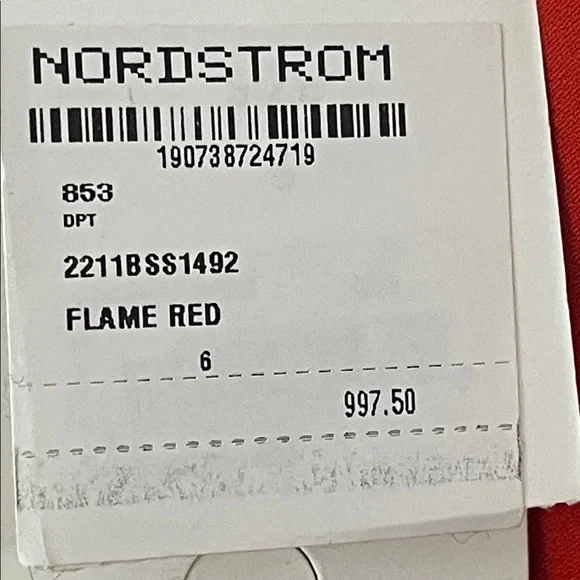 NORDSTROM
190738724719
853
DPT
2211BSS1492
FLAME RED
6
997.50